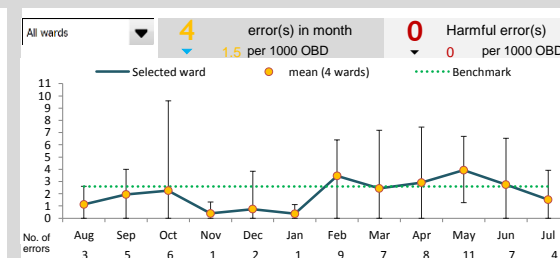 All wards
4 error(s) in month
1.5 per 1000 OBD
0 Harmful error(s)
0 per 1000 OBD
Selected ward mean (4 wards) Benchmark
11
10
9
8
7
6
5
4
3
2
1
0
Aug Sep Oct Nov Dec Jan Feb Mar Apr May Jun Jul
No. of
errors
3 5 6 1 2 1 9 7 8 11 7 4